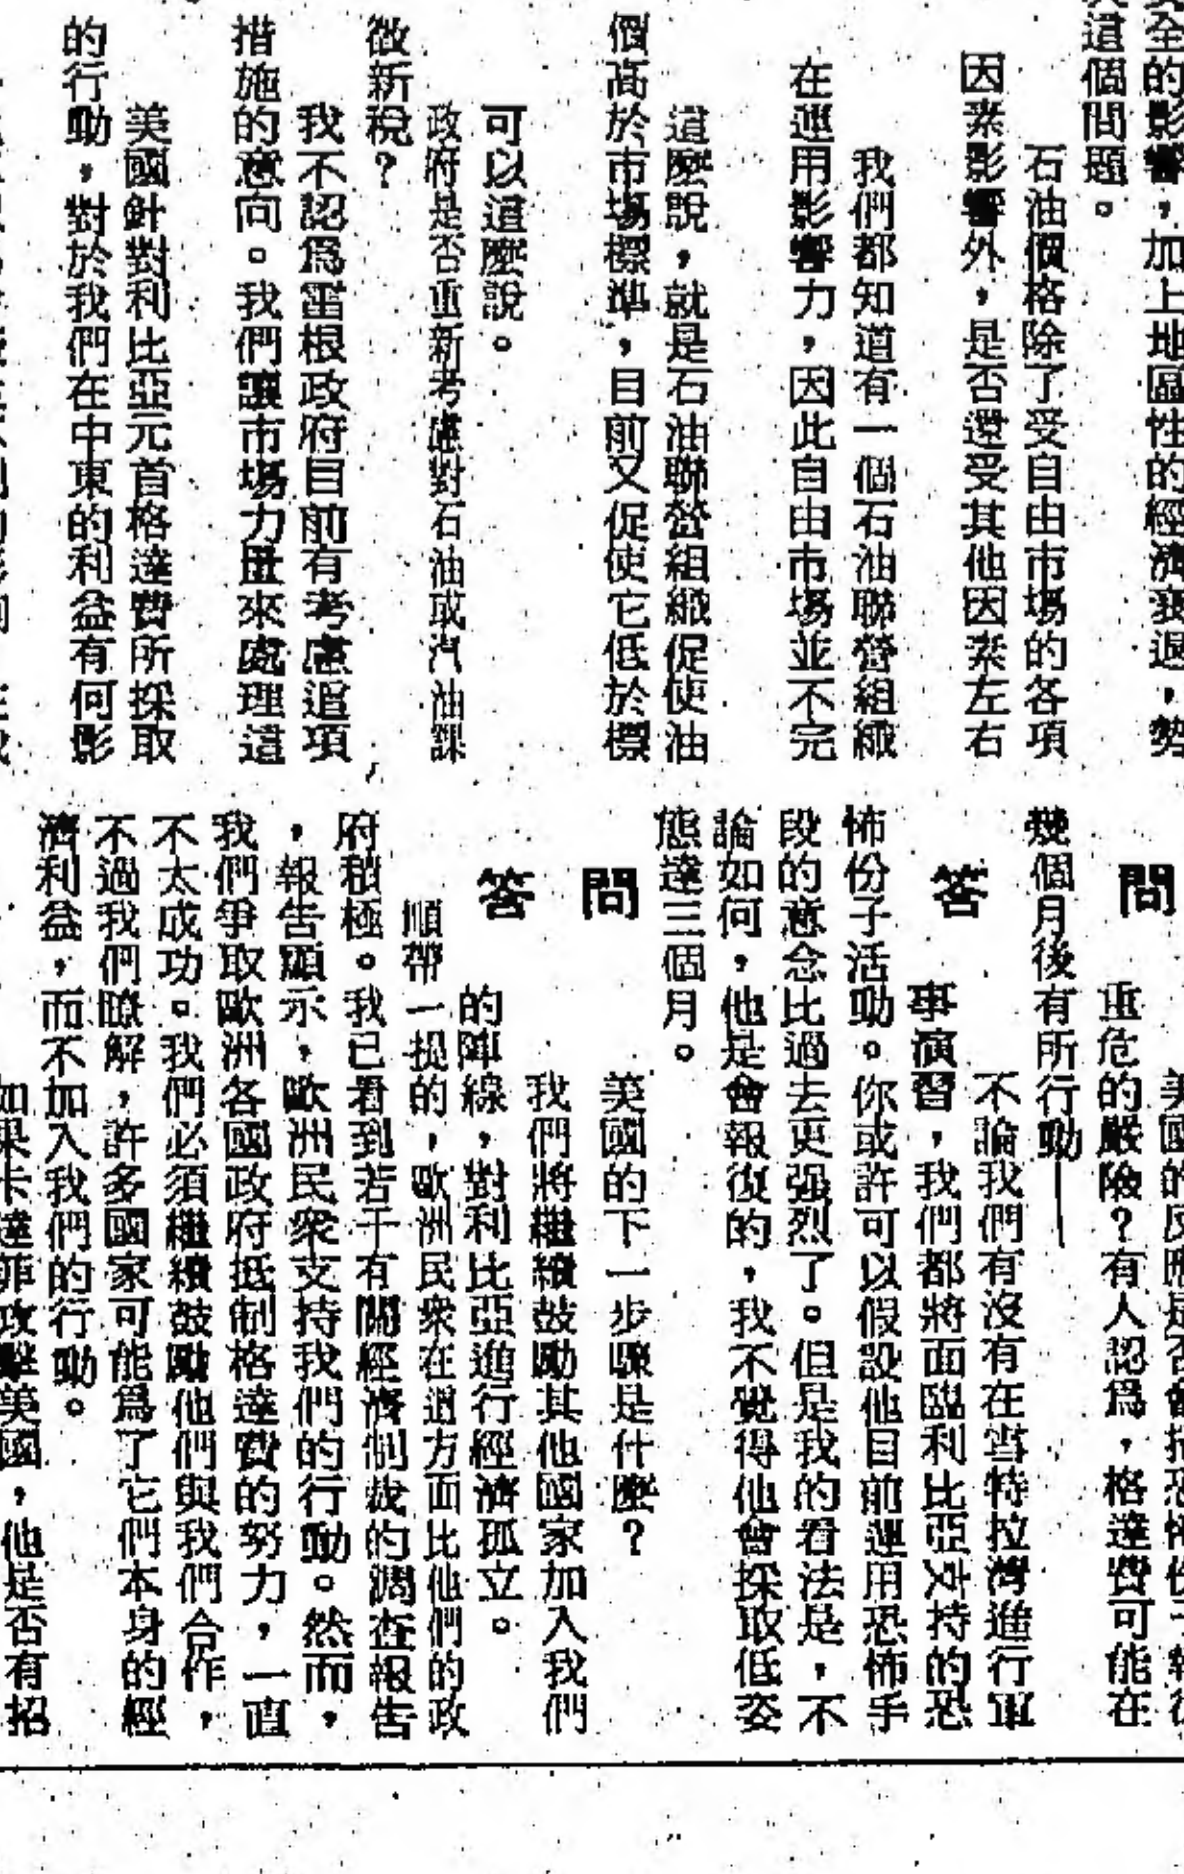 全的影響，加上地區性的經濟衰退，勢
這個問題。
石油價格除了受自由市場的各項
因素影響外，是否還受其他因素左右
我們都知道有一個石油聯營組織
在運用影響力，因此自由市場並不完
這麼說，就是石油聯營組織促使油
個高於市場標準，目前又促使它低於標
可以這麼說。
政府是否重新考慮對石油或汽油課
徵新稅？
我不認爲雷根政府目前有考慮這項
措施的意向。我們讓市場力量來處理這
美國針對利比亞元首格達費所採取
的行動，對於我們在中東的利益有何影
美國的反應是否會招恐怖份子報復
問
重危的嚴險？有人認爲，格達費可能在
幾個月後有所行動——
不論我們有沒有在雪特拉灣進行軍
答
事演習，我們都將面臨利比亞支持的恐
怖份子活動。你或許可以假設他目前運用恐怖手
段的意念比過去更强烈了。但是我的看法是，不
論如何，他是會報復的，我不覺得他會採取低姿
態達三個月。
問
美國的下一步驟是什麼？
答
我們將繼續鼓勵其他國家加入我們
的陣線，對利比亞進行經濟孤立。
順帶一提的，歐洲民衆在這方面比他們的政
府積極。我已看到若干有關經濟制裁的調查報告
，報告顯示，歐洲民衆支持我們的行動。然而，
我們爭取歐洲各國政府抵制格達費的努力，一直
不太成功。我們必須繼續鼓勵他們與我們合作，
不過我們瞭解，許多國家可能爲了它們本身的經
濟利益，而不加入我們的行動。
如果卡達菲攻擊美國，他是否有招